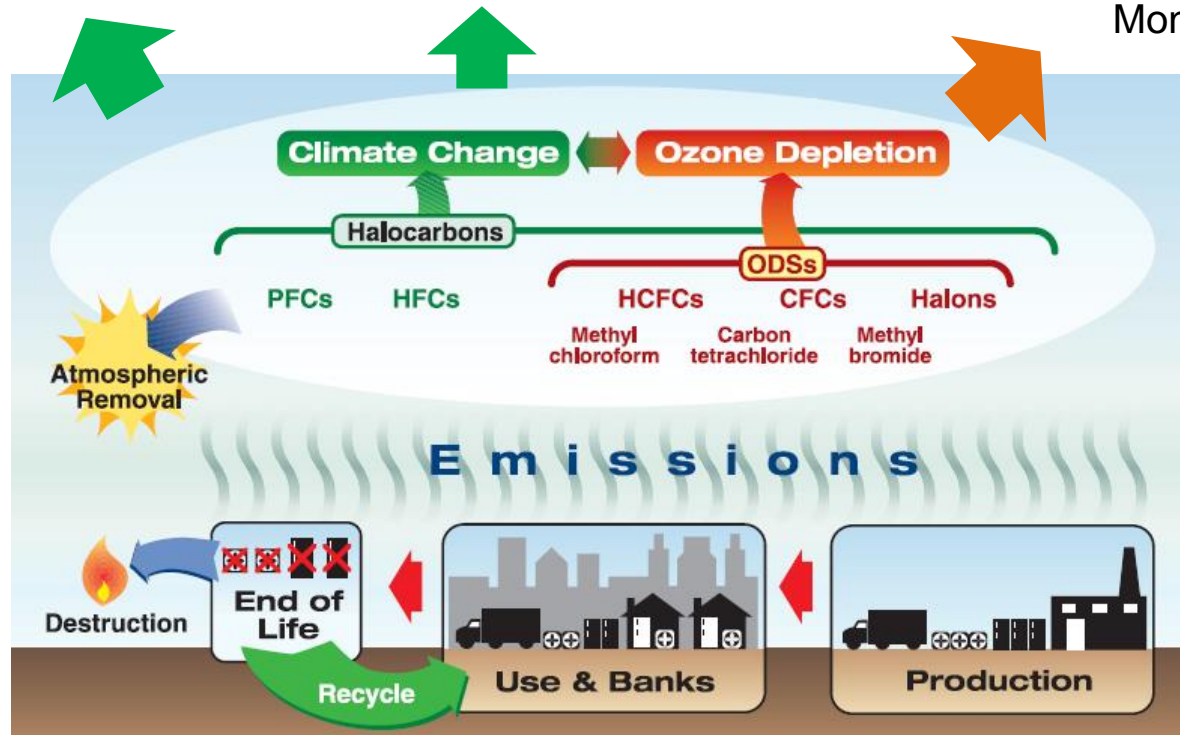 Mor
Climate Change
Ozone Depletion
Halocarbons
ODSs
PFCs
HFCs
HCFCs
CFCs
Halons
Methyl
chloroform
Carbon
tetrachloride
Methyl
bromide
Atmospheric
Removal
Emissions
Destruction
End of
Life
Recycle
Use & Banks
Production